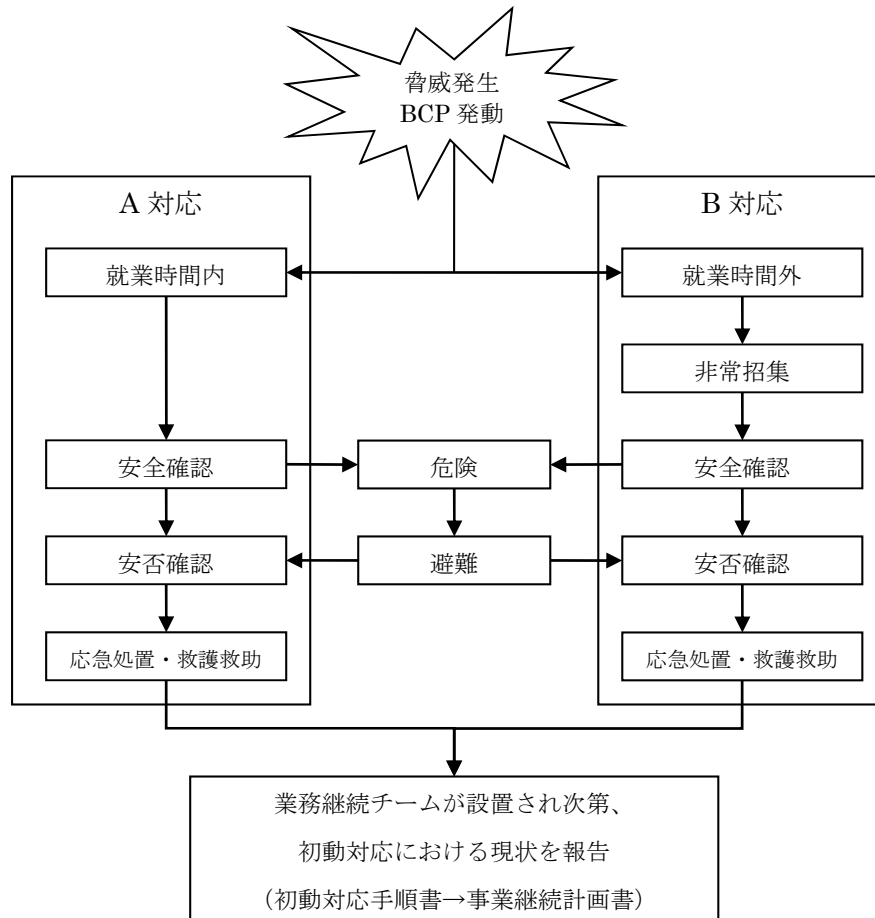 脅威発生
BCP 発動
A 対応
B 対応
就業時間内
就業時間外
非常招集
安全確認
危険
安全確認
安否確認
避難
安否確認
応急処置・救護救助
応急処置・救護救助
業務継続チームが設置され次第、
初動対応における現状を報告
（初動対応手順書→事業継続計画書）